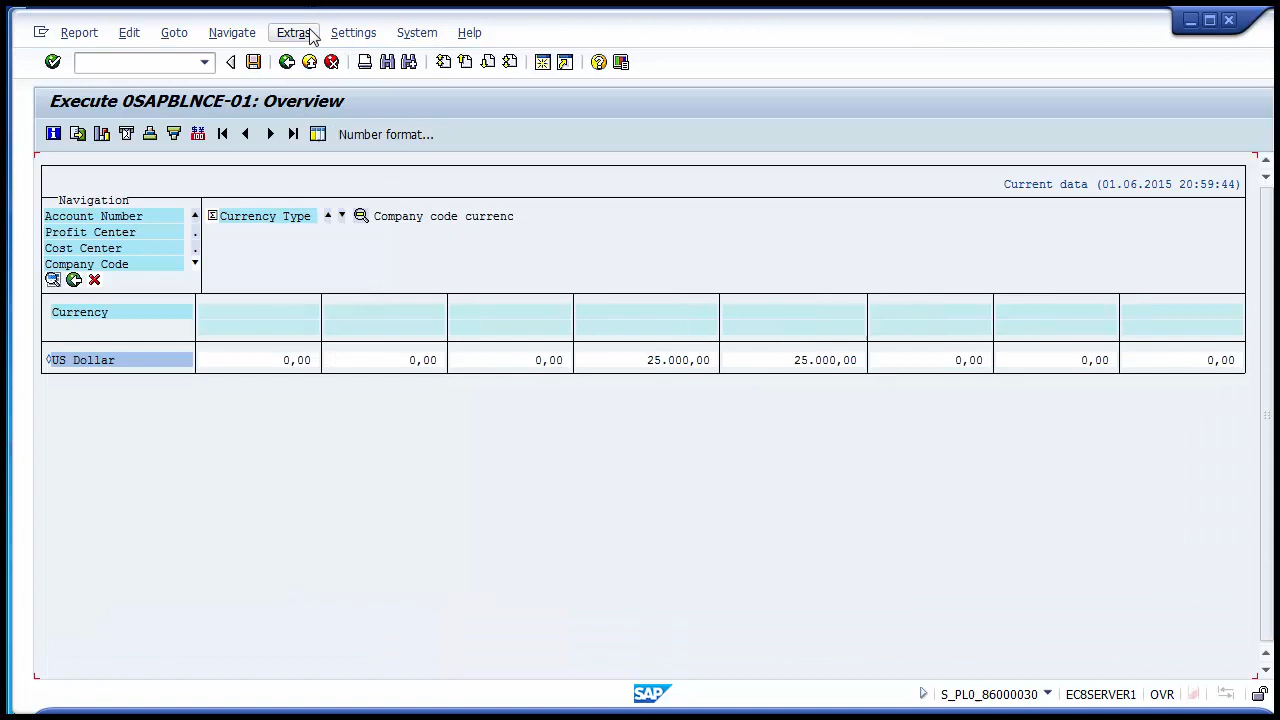 Report Edit Goto Navigate Extras Settings System Help
Execute 0SAPBLNCE-01: Overview
Number format...
Current data (01.06.2015 20:59:44)
Navigation
Account Number
Currency Type Company code currenc
Profit Center
Cost Center
Company Code
Currency
US Dollar 0,00 0,00 0,00 25.000,00 25.000,00 0,00 0,00 0,00
SAP
S_PL0_86000030 EC8SERVER1 OVR